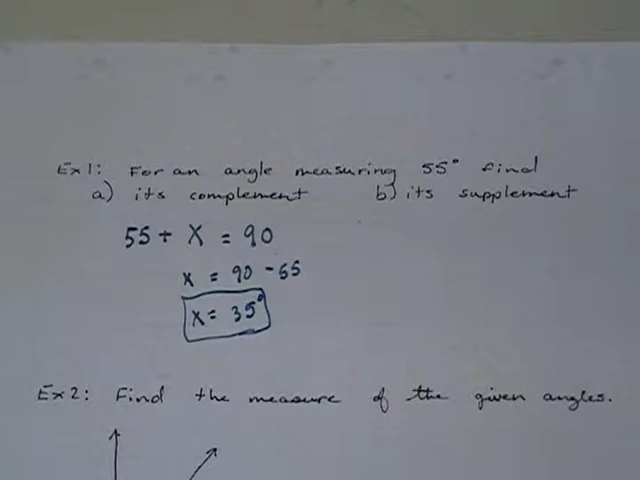 Ex1: For an angle measuring 55° find
a) its complement b) its supplement
55 + x = 90
x = 90 - 55
x = 35°
Ex2: Find the measure of the given angles.